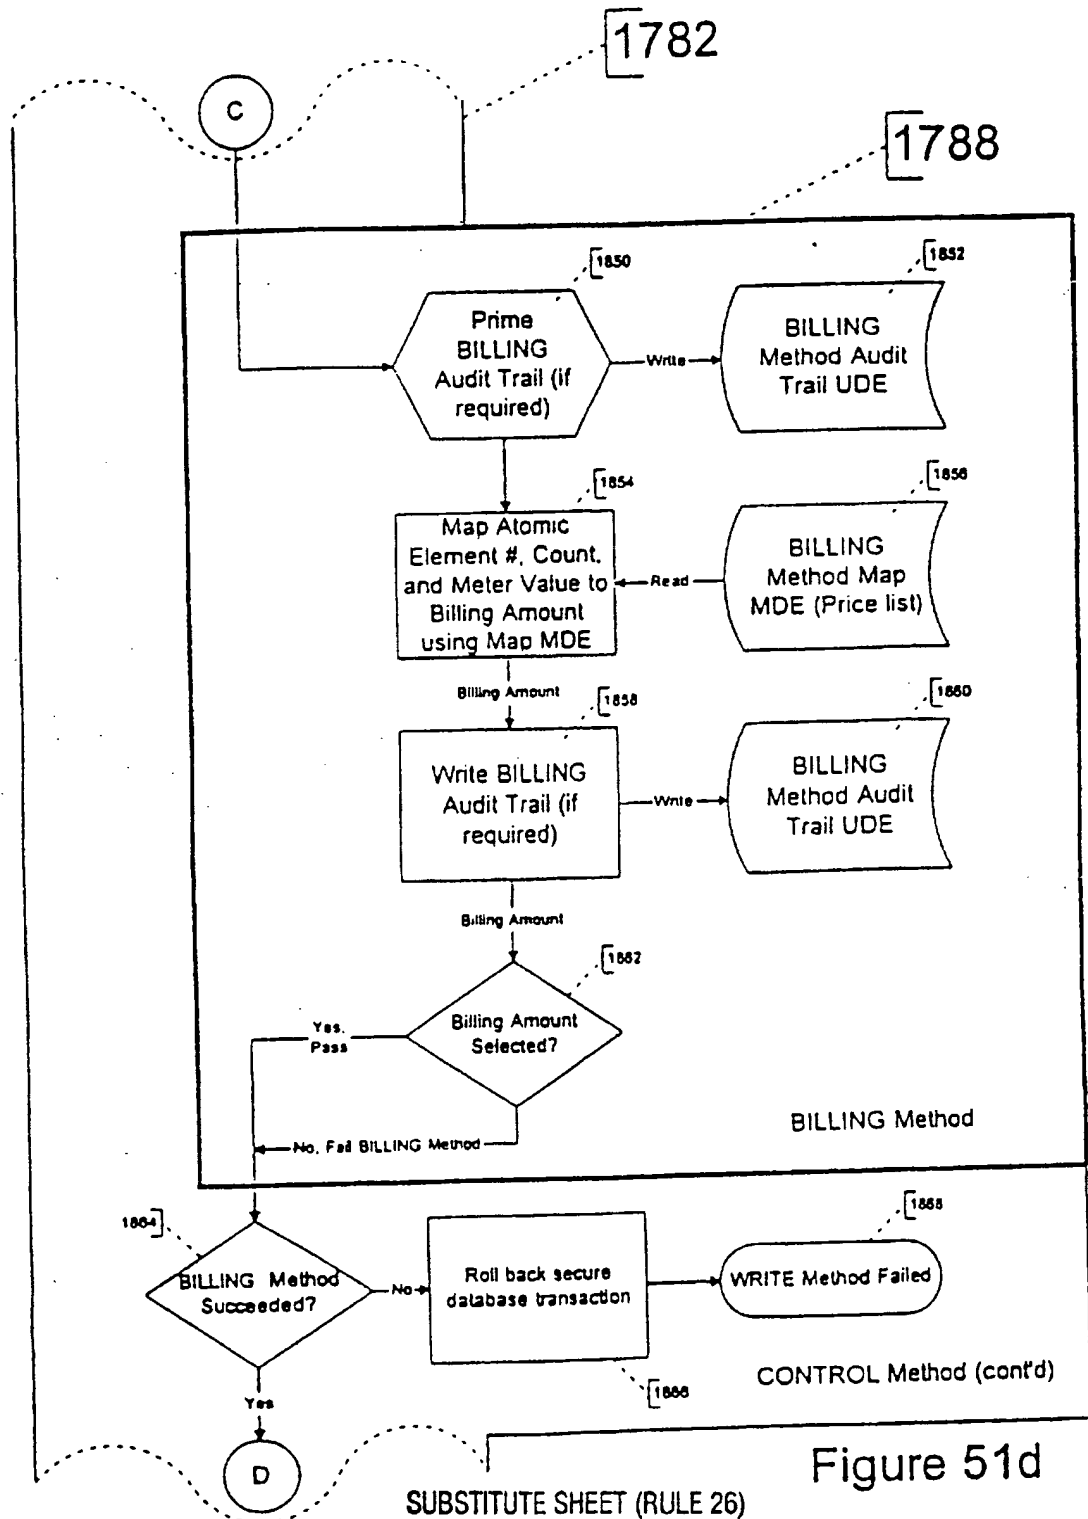 1782
C
1788
1850
Prime
BILLING
Audit Trail (if
required)
Write
1852
BILLING
Method Audit
Trail UDE
1854
Map Atomic
Element #, Count,
and Meter Value to
Billing Amount
using Map MDE
Read
1856
BILLING
Method Map
MDE (Price list)
Billing Amount
1858
Write BILLING
Audit Trail (if
required)
Write
1860
BILLING
Method Audit
Trail UDE
Billing Amount
1862
Billing Amount
Selected?
Yes,
Pass
No, Fail BILLING Method
BILLING Method
1864
BILLING Method
Succeeded?
No
Roll back secure
database transaction
1866
1868
WRITE Method Failed
CONTROL Method (cont'd)
Yes
D
Figure 51d
SUBSTITUTE SHEET (RULE 26)